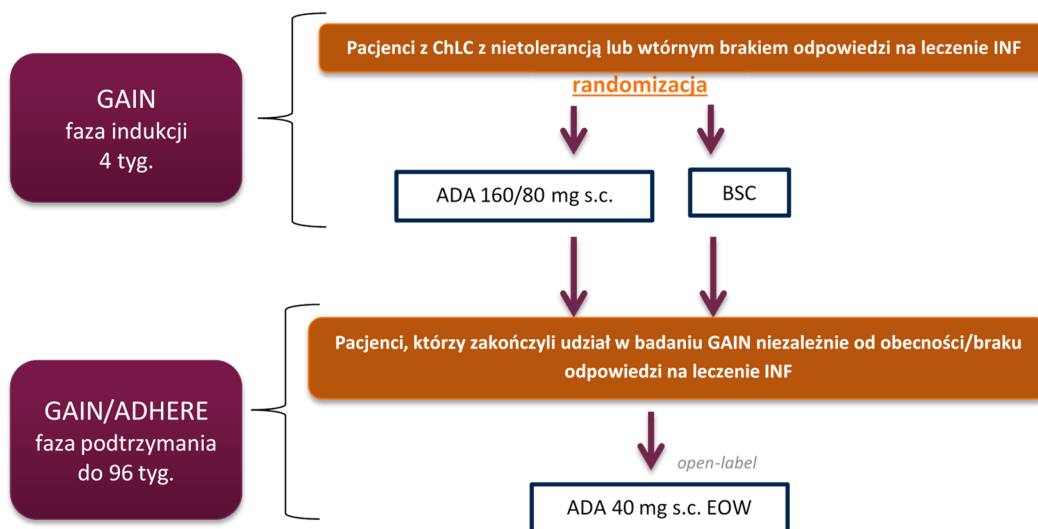 Pacjenci z ChLC z nietolerancją lub wtórnym brakiem odpowiedzi na leczenie INF
randomizacja
GAIN
faza indukcji
4 tyg.
ADA 160/80 mg s.c.
BSC
Pacjenci, którzy zakończyli udział w badaniu GAIN niezależnie od obecności/braku
odpowiedzi na leczenie INF
GAIN/ADHERE
faza podtrzymania
do 96 tyg.
open-label
ADA 40 mg s.c. EOW